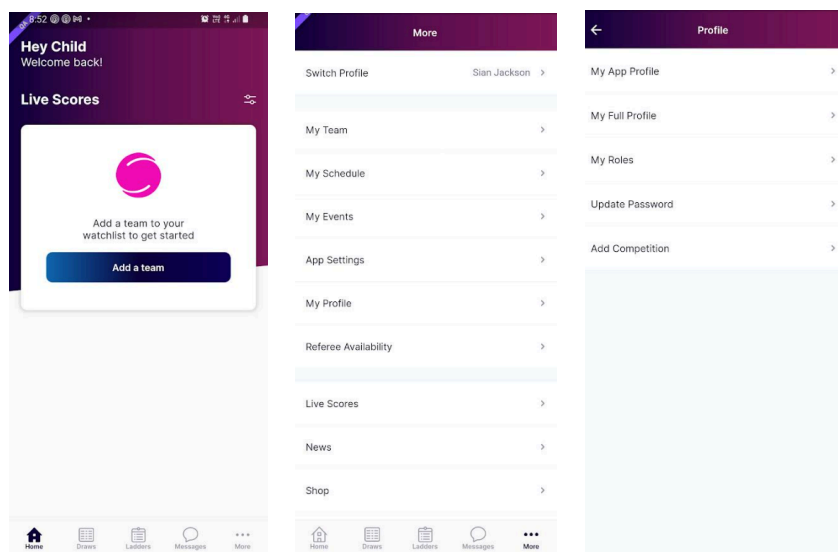 QA
8:52
Hey Child
Welcome back!
Live Scores
Add a team to your
watchlist to get started
Add a team
Home
Draws
Ladders
Messages
More
More
Switch Profile
Sian Jackson
My Team
My Schedule
My Events
App Settings
My Profile
Referee Availability
Live Scores
News
Shop
Home
Draws
Ladders
Messages
More
Profile
My App Profile
My Full Profile
My Roles
Update Password
Add Competition